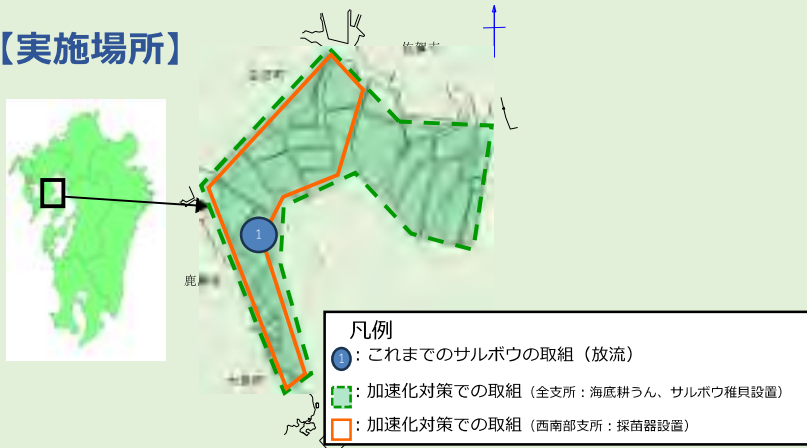 【実施場所】
1
凡例
1：これまでのサルボウの取組（放流）
：加速化対策での取組（全支所：海底耕うん、サルボウ稚貝設置）
：加速化対策での取組（西南部支所：採苗器設置）